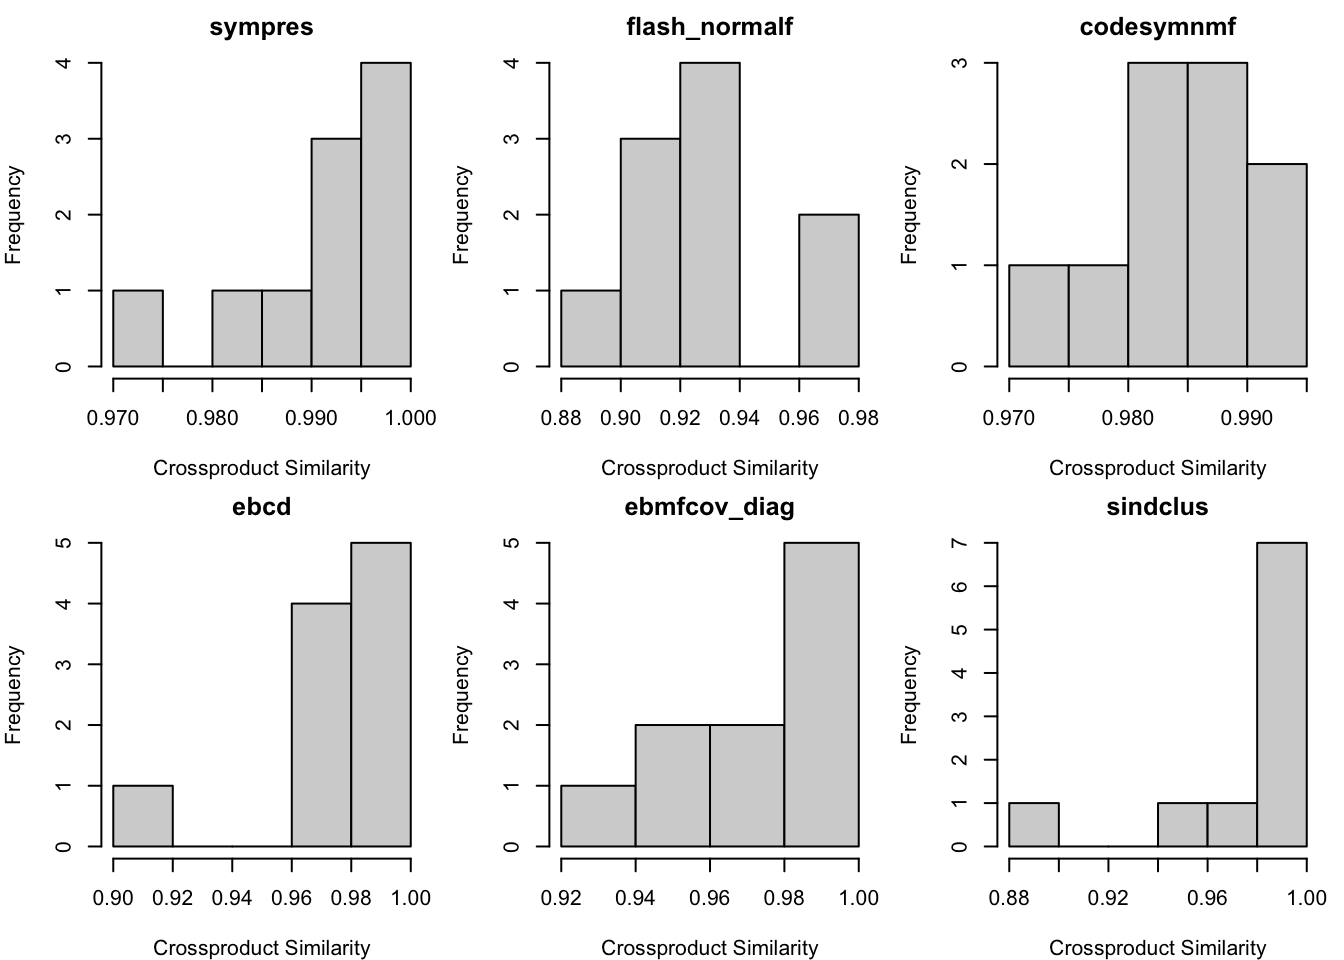 sympres
Frequency
0 1 2 3 4
0.970 0.980 0.990 1.000
Crossproduct Similarity
flash_normalf
Frequency
0 1 2 3 4
0.88 0.90 0.92 0.94 0.96 0.98
Crossproduct Similarity
codesymnmf
Frequency
0 1 2 3
0.970 0.980 0.990
Crossproduct Similarity
ebcd
Frequency
0 1 2 3 4 5
0.90 0.92 0.94 0.96 0.98 1.00
Crossproduct Similarity
ebmfcov_diag
Frequency
0 1 2 3 4 5
0.92 0.94 0.96 0.98 1.00
Crossproduct Similarity
sindclus
Frequency
0 1 2 3 4 5 6 7
0.88 0.92 0.96 1.00
Crossproduct Similarity